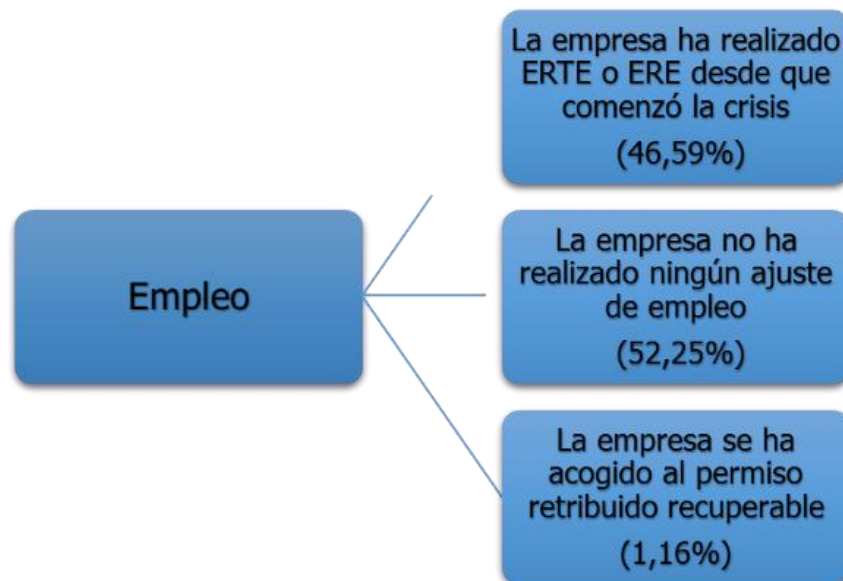 Empleo
La empresa ha realizado
ERTE o ERE desde que
comenzó la crisis
(46,59%)
La empresa no ha
realizado ningún ajuste
de empleo
(52,25%)
La empresa se ha
acogido al permiso
retribuido recuperable
(1,16%)